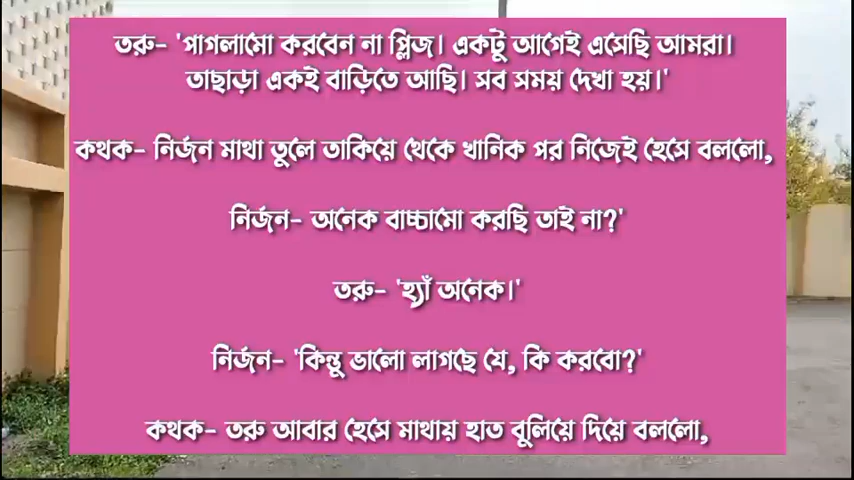 তরু- 'পাগলামো করবেন না প্লিজ। একটু আগেই এসেছি আমরা।
তাছাড়া একই বাড়িতে আছি। সব সময় দেখা হয়।'
কথক- নির্জন মাথা তুলে তাকিয়ে থেকে খানিক পর নিজেই হেসে বললো,
নির্জন- অনেক বাচ্চামো করছি তাই না?'
তরু- 'হ্যাঁ অনেক।'
নির্জন- 'কিন্তু ভালো লাগছে যে, কি করবো?'
কথক- তরু আবার হেসে মাথায় হাত বুলিয়ে দিয়ে বললো,